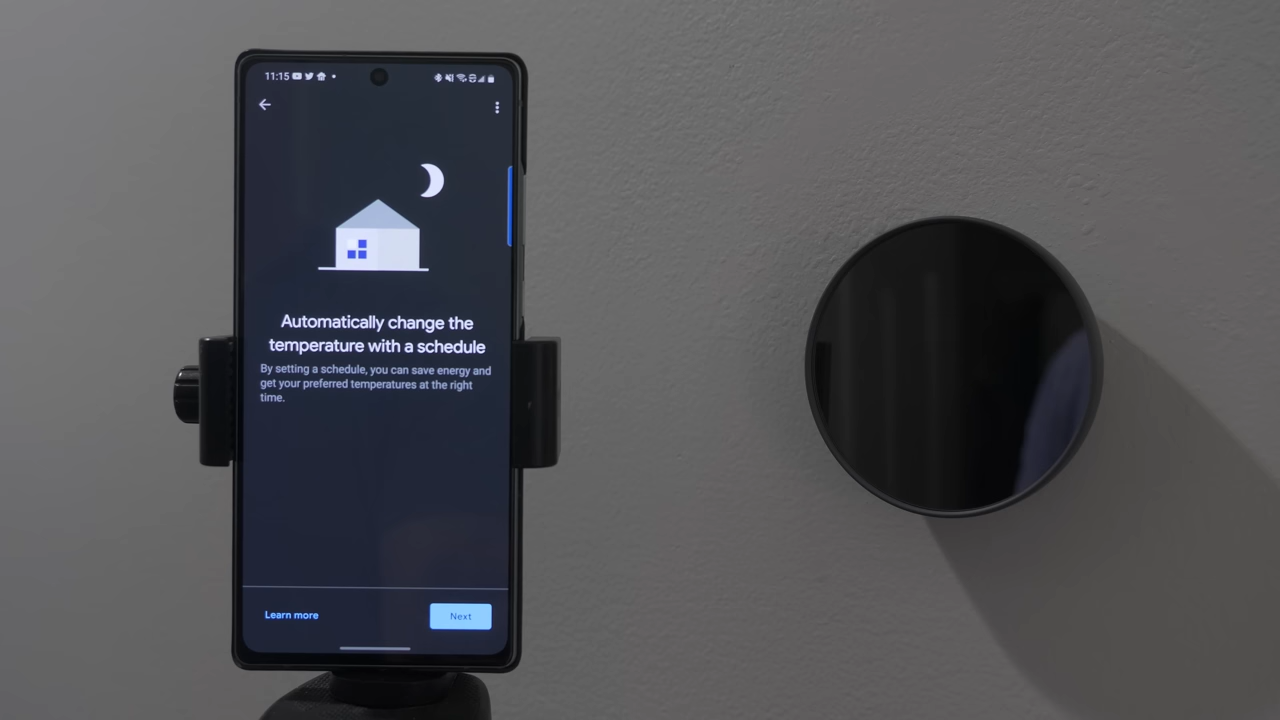 11:15
Automatically change the
temperature with a schedule
By setting a schedule, you can save energy and
get your preferred temperatures at the right
time.
Learn more
Next